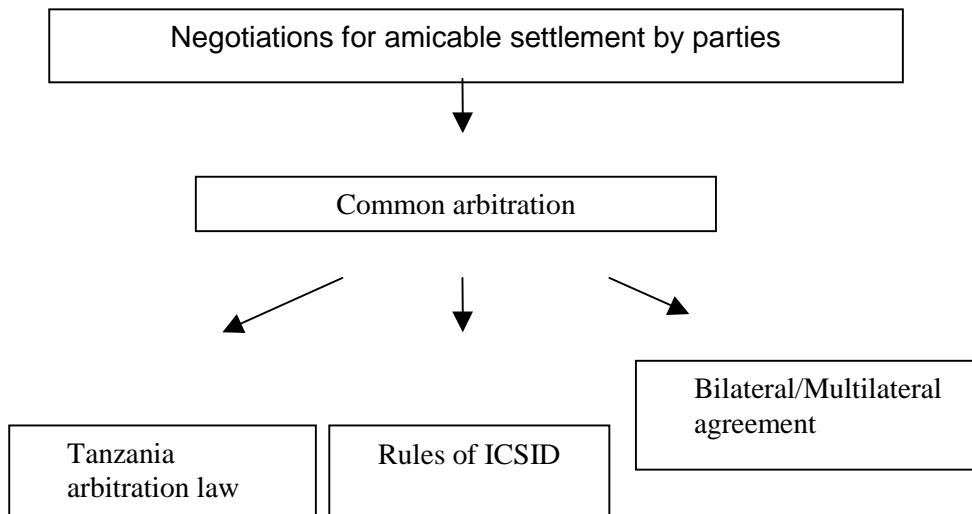 Negotiations for amicable settlement by parties
Common arbitration
Tanzania
arbitration law
Rules of ICSID
Bilateral/Multilateral
agreement